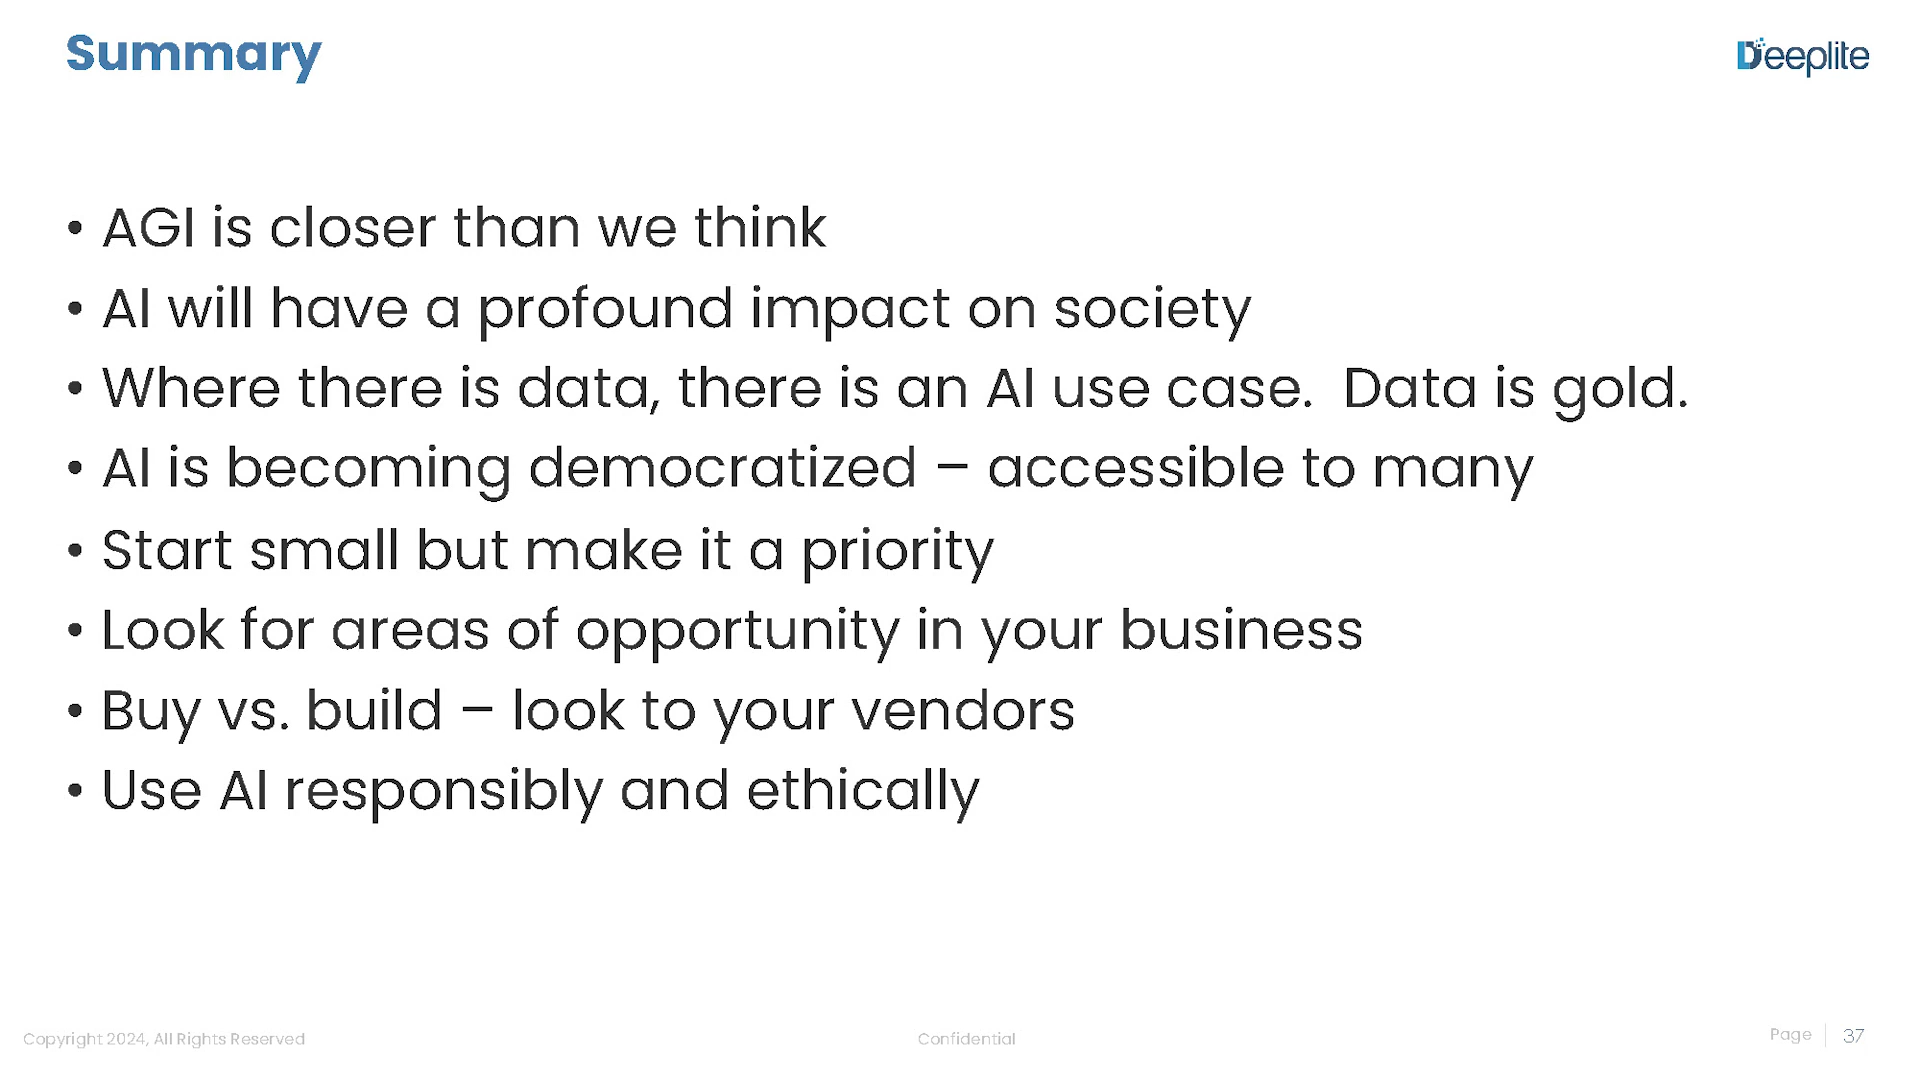 Summary
Deeplite
• AGI is closer than we think
• AI will have a profound impact on society
• Where there is data, there is an AI use case.  Data is gold.
• AI is becoming democratized – accessible to many
• Start small but make it a priority
• Look for areas of opportunity in your business
• Buy vs. build – look to your vendors
• Use AI responsibly and ethically
Copyright 2024, All Rights Reserved
Confidential
Page 37